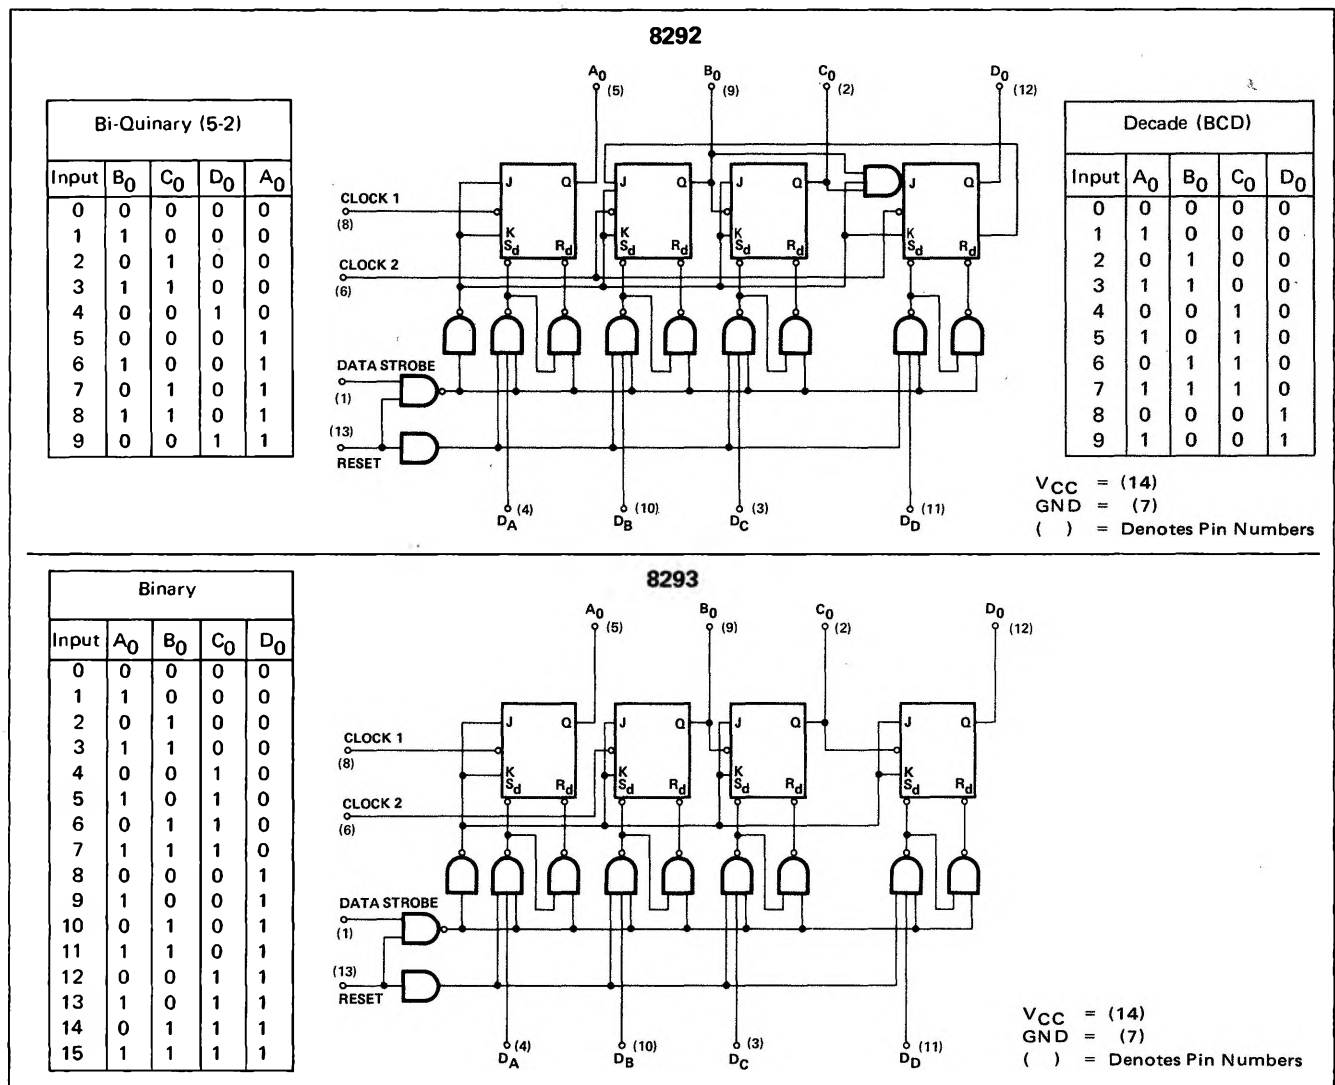 8292
Bi-Quinary (5-2)
Input B0 C0 D0 A0
0 0 0 0 0
1 1 0 0 0
2 0 1 0 0
3 1 1 0 0
4 0 0 1 0
5 0 0 0 1
6 1 0 0 1
7 0 1 0 1
8 1 1 0 1
9 0 0 1 1
A0 (5)
B0 (9)
C0 (2)
D0 (12)
J Q
K
Sd Rd
J Q
K
Sd Rd
J Q
K
Sd Rd
J Q
K
Sd Rd
CLOCK 1
(8)
CLOCK 2
(6)
DATA STROBE
(1)
(13)
RESET
DA (4)
DB (10)
DC (3)
DD (11)
Decade (BCD)
Input A0 B0 C0 D0
0 0 0 0 0
1 1 0 0 0
2 0 1 0 0
3 1 1 0 0
4 0 0 1 0
5 1 0 1 0
6 0 1 1 0
7 1 1 1 0
8 0 0 0 1
9 1 0 0 1
VCC = (14)
GND = (7)
( ) = Denotes Pin Numbers
8293
Binary
Input A0 B0 C0 D0
0 0 0 0 0
1 1 0 0 0
2 0 1 0 0
3 1 1 0 0
4 0 0 1 0
5 1 0 1 0
6 0 1 1 0
7 1 1 1 0
8 0 0 0 1
9 1 0 0 1
10 0 1 0 1
11 1 1 0 1
12 0 0 1 1
13 1 0 1 1
14 0 1 1 1
15 1 1 1 1
A0 (5)
B0 (9)
C0 (2)
D0 (12)
J Q
K
Sd Rd
J Q
K
Sd Rd
J Q
K
Sd Rd
J Q
K
Sd Rd
CLOCK 1
(8)
CLOCK 2
(6)
DATA STROBE
(1)
(13)
RESET
DA (4)
DB (10)
DC (3)
DD (11)
VCC = (14)
GND = (7)
( ) = Denotes Pin Numbers